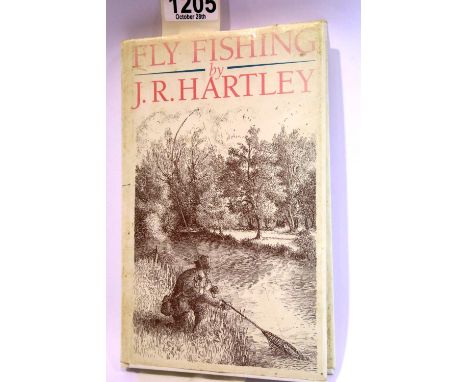 1205
October 28th
FLY FISHING
by
J.R. HARTLEY